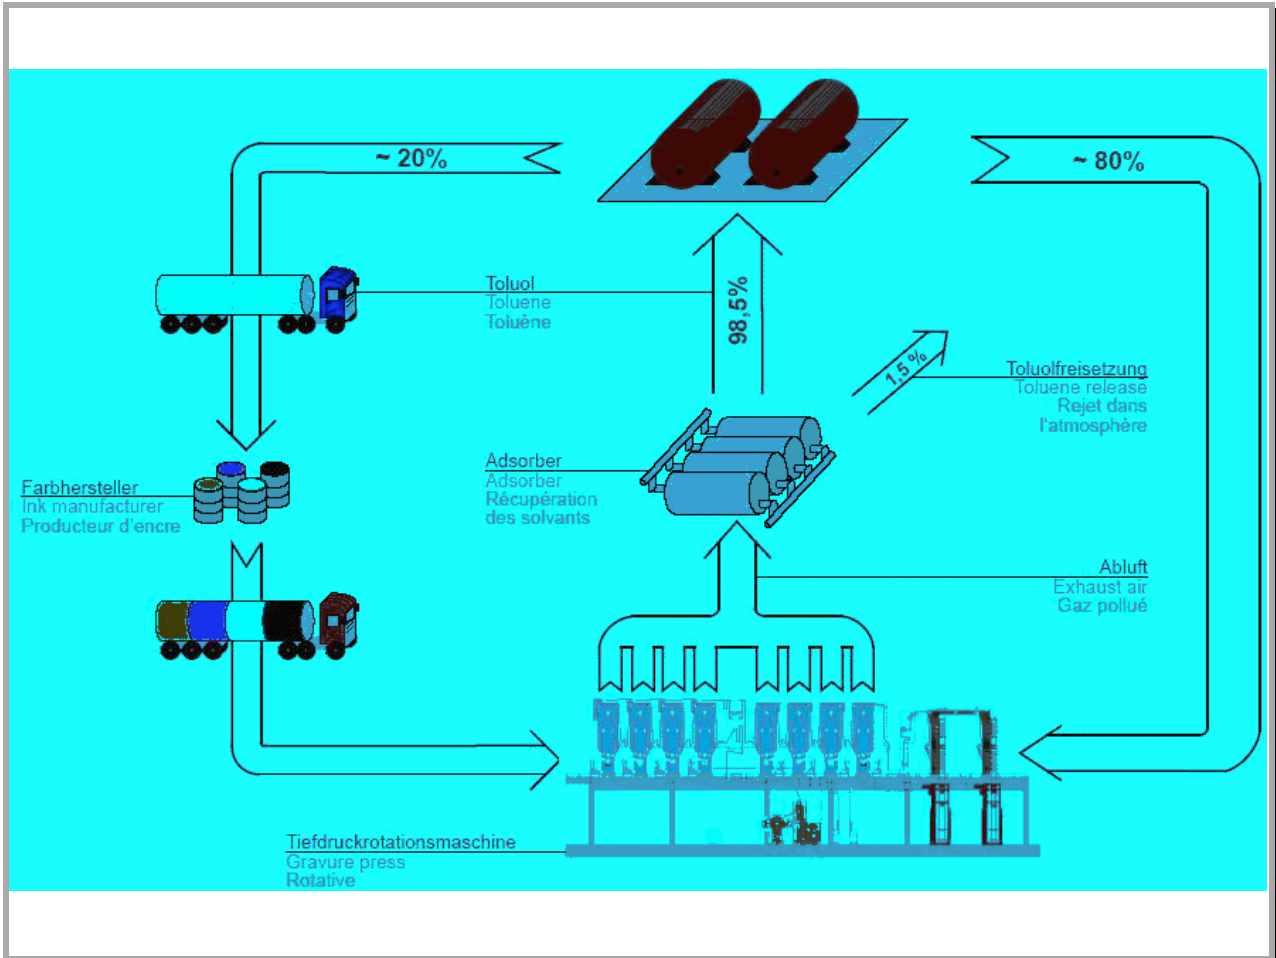 ~ 20%
~ 80%
98,5%
1,5 %
Toluol
Toluene
Toluène
Toluolfreisetzung
Toluene release
Rejet dans
l'atmosphère
Adsorber
Adsorber
Récupération
des solvants
Farbhersteller
Ink manufacturer
Producteur d'encre
Abluft
Exhaust air
Gaz pollué
Tiefdruckrotationsmaschine
Gravure press
Rotative